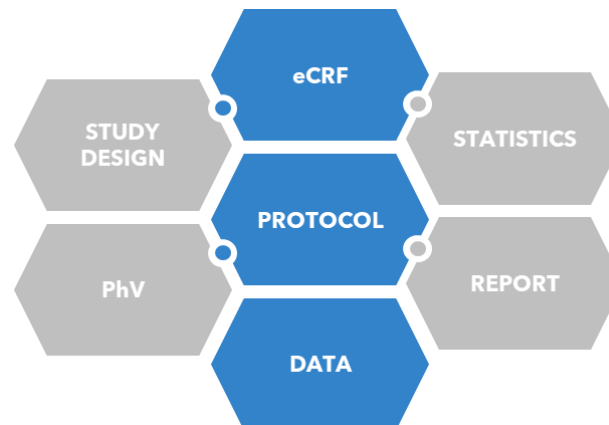 eCRF
STUDY
DESIGN
STATISTICS
PROTOCOL
PhV
REPORT
DATA